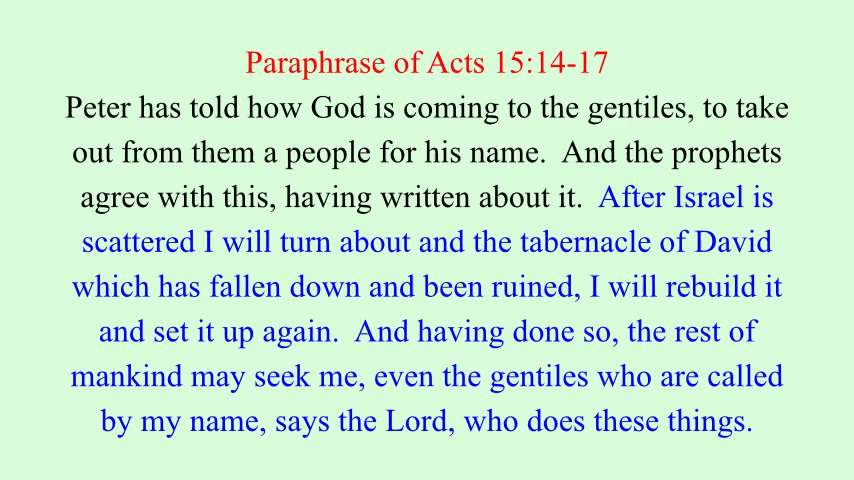 Paraphrase of Acts 15:14-17
Peter has told how God is coming to the gentiles, to take
out from them a people for his name.  And the prophets
agree with this, having written about it.  After Israel is
scattered I will turn about and the tabernacle of David
which has fallen down and been ruined, I will rebuild it
and set it up again.  And having done so, the rest of
mankind may seek me, even the gentiles who are called
by my name, says the Lord, who does these things.